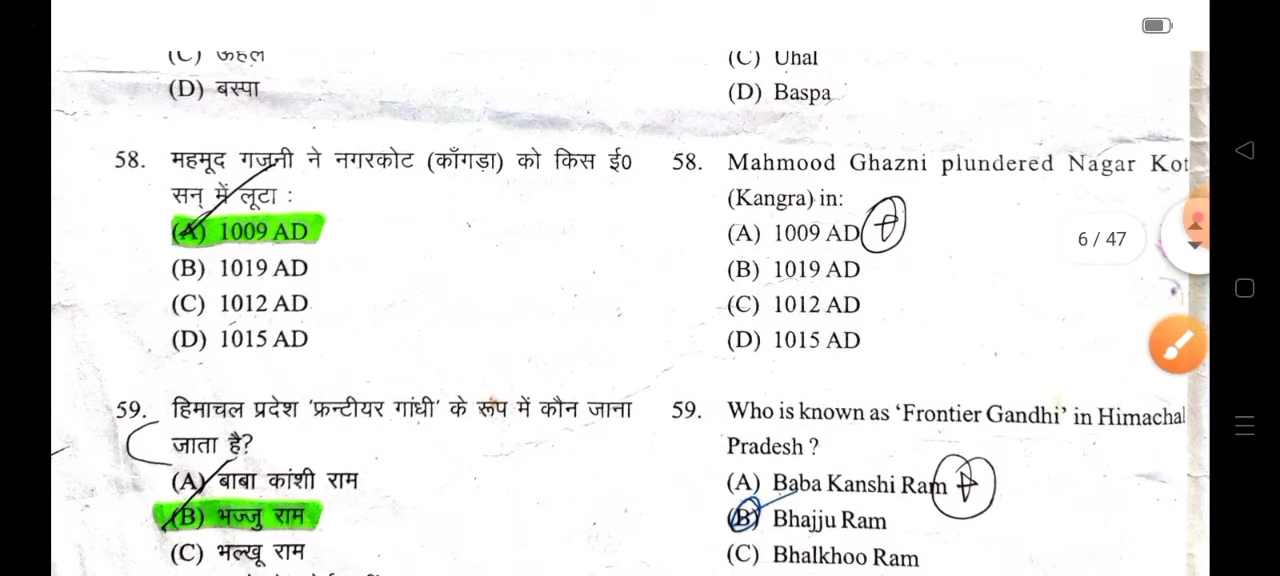 (C) ऊहल
(D) बस्पा
58. महमूद गज़नी ने नगरकोट (काँगड़ा) को किस ई0
सन् में लूटा :
(A) 1009 AD
(B) 1019 AD
(C) 1012 AD
(D) 1015 AD
59. हिमाचल प्रदेश 'फ्रन्टीयर गांधी' के रूप में कौन जाना
जाता है?
(A) बाबा कांशी राम
(B) भज्जु राम
(C) भल्खू राम
(C) Uhal
(D) Baspa
58. Mahmood Ghazni plundered Nagar Kot
(Kangra) in:
(A) 1009 AD
(B) 1019 AD
(C) 1012 AD
(D) 1015 AD
59. Who is known as 'Frontier Gandhi' in Himachal
Pradesh ?
(A) Baba Kanshi Ram
(B) Bhajju Ram
(C) Bhalkhoo Ram
6 / 47